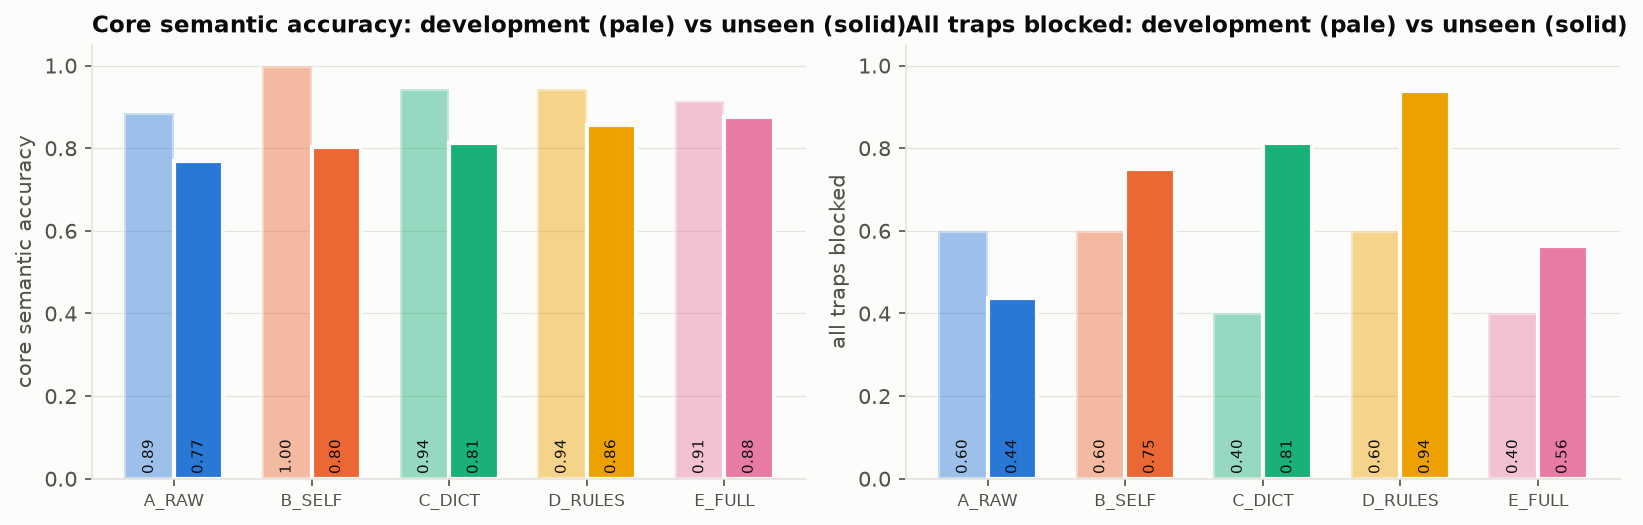 Core semantic accuracy: development (pale) vs unseen (solid)
core semantic accuracy
1.0
0.8
0.6
0.4
0.2
0.0
0.89
0.77
1.00
0.80
0.94
0.81
0.94
0.86
0.91
0.88
A_RAW
B_SELF
C_DICT
D_RULES
E_FULL
All traps blocked: development (pale) vs unseen (solid)
all traps blocked
1.0
0.8
0.6
0.4
0.2
0.0
0.60
0.44
0.60
0.75
0.40
0.81
0.60
0.94
0.40
0.56
A_RAW
B_SELF
C_DICT
D_RULES
E_FULL